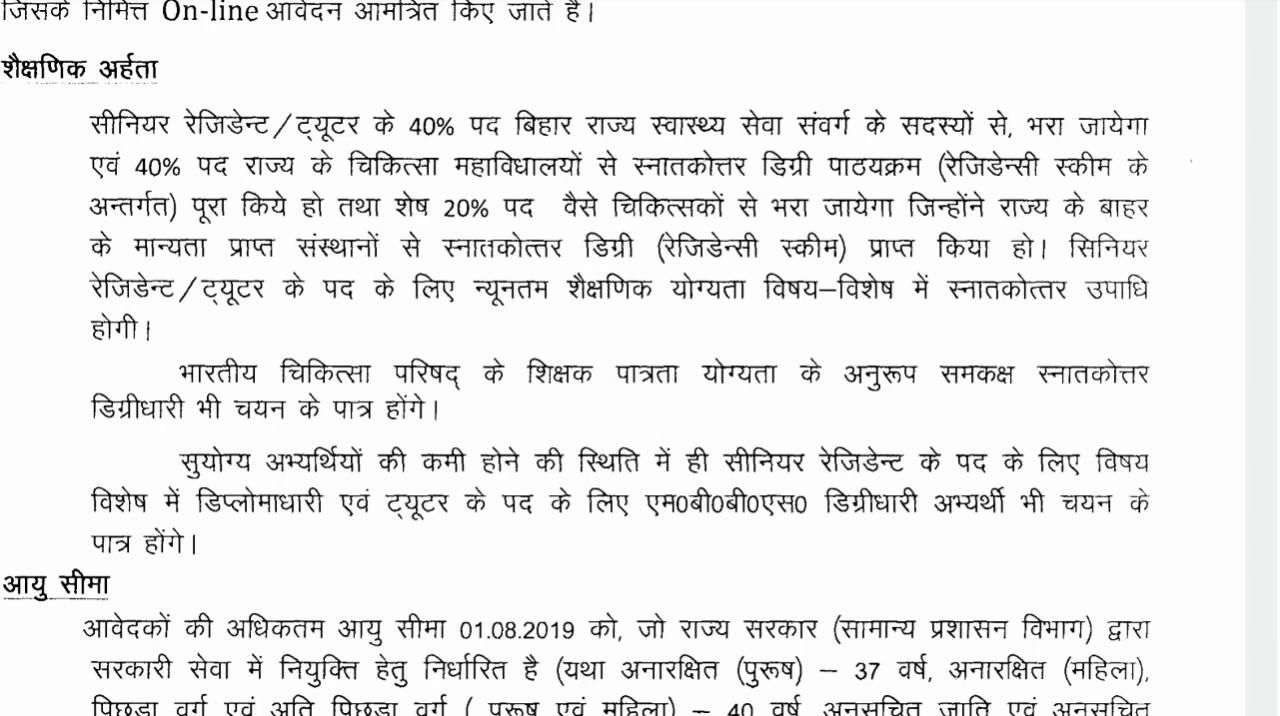 जिसके निमित्त On-line आवेदन आमंत्रित किए जाते हैं।
शैक्षणिक अर्हता
सीनियर रेजिडेन्ट/ट्यूटर के 40% पद बिहार राज्य स्वास्थ्य सेवा संवर्ग के सदस्यों से, भरा जायेगा
एवं 40% पद राज्य के चिकित्सा महाविधालयों से स्नातकोत्तर डिग्री पाठयक्रम (रेजिडेन्सी स्कीम के
अन्तर्गत) पूरा किये हो तथा शेष 20% पद वैसे चिकित्सकों से भरा जायेगा जिन्होंने राज्य के बाहर
के मान्यता प्राप्त संस्थानों से स्नातकोत्तर डिग्री (रेजिडेन्सी स्कीम) प्राप्त किया हो। सिनियर
रेजिडेन्ट/ट्यूटर के पद के लिए न्यूनतम शैक्षणिक योग्यता विषय–विशेष में स्नातकोत्तर उपाधि
होगी।
भारतीय चिकित्सा परिषद् के शिक्षक पात्रता योग्यता के अनुरूप समकक्ष स्नातकोत्तर
डिग्रीधारी भी चयन के पात्र होंगे।
सुयोग्य अभ्यर्थियों की कमी होने की स्थिति में ही सीनियर रेजिडेन्ट के पद के लिए विषय
विशेष में डिप्लोमाधारी एवं ट्यूटर के पद के लिए एम0बी0बी0एस0 डिग्रीधारी अभ्यर्थी भी चयन के
पात्र होंगे।
आयु सीमा
आवेदकों की अधिकतम आयु सीमा 01.08.2019 को, जो राज्य सरकार (सामान्य प्रशासन विभाग) द्वारा
सरकारी सेवा में नियुक्ति हेतु निर्धारित है (यथा अनारक्षित (पुरूष) – 37 वर्ष, अनारक्षित (महिला),
पिछड़ा वर्ग एवं अति पिछड़ा वर्ग ( पुरूष एवं महिला) – 40 वर्ष, अनुसूचित जाति एवं अनुसूचित